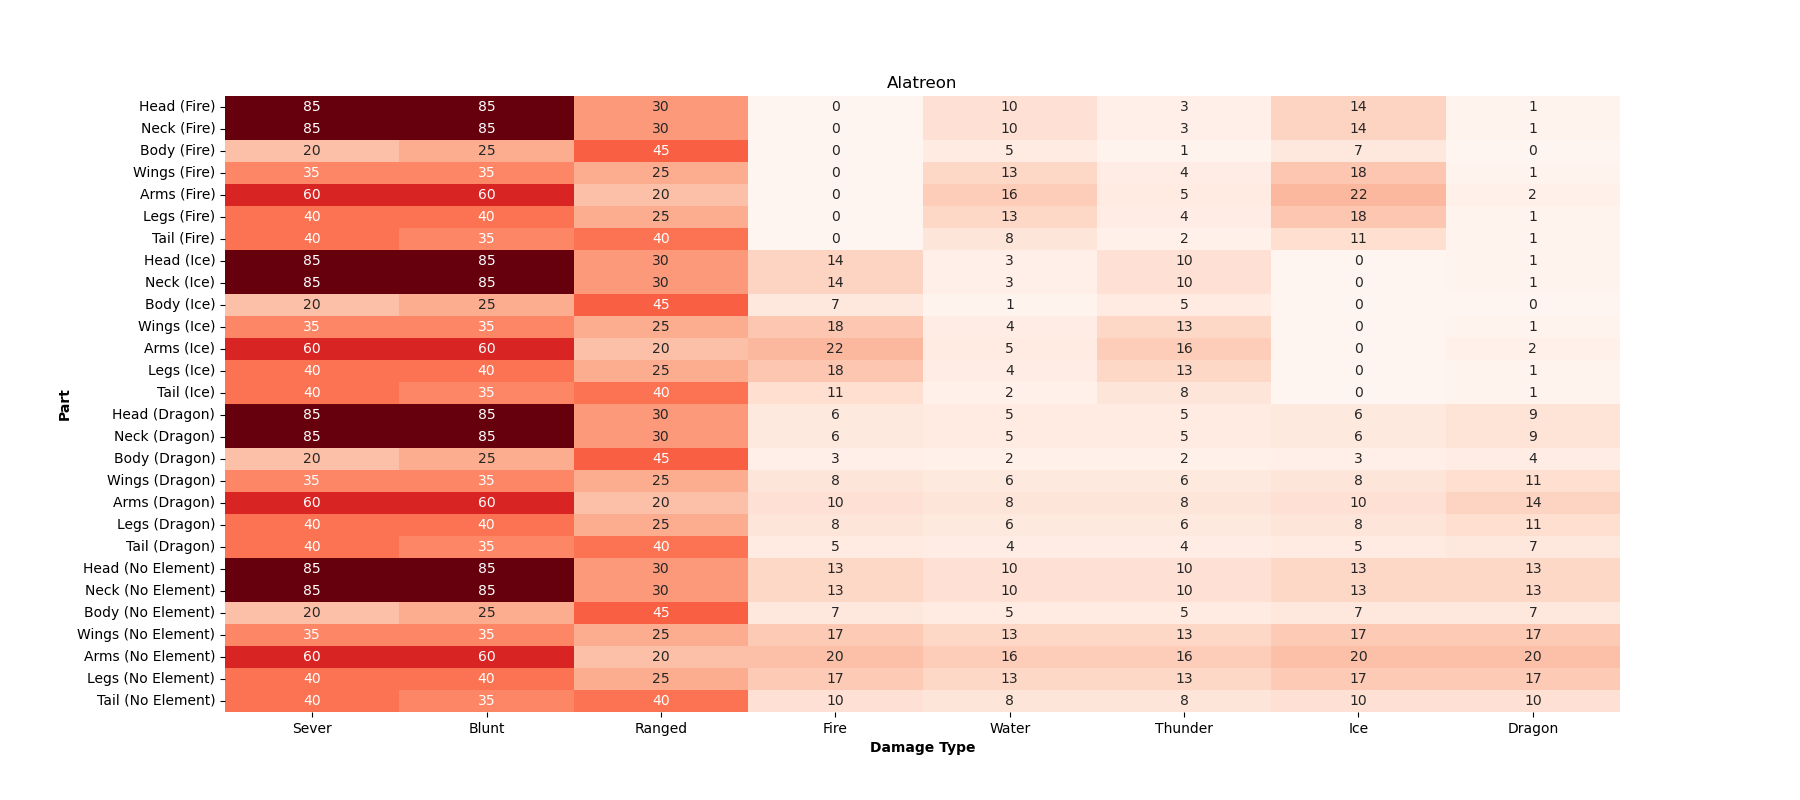 Alatreon
Head (Fire) 85 85 30 0 10 3 14 1
Neck (Fire) 85 85 30 0 10 3 14 1
Body (Fire) 20 25 45 0 5 1 7 0
Wings (Fire) 35 35 25 0 13 4 18 1
Arms (Fire) 60 60 20 0 16 5 22 2
Legs (Fire) 40 40 25 0 13 4 18 1
Tail (Fire) 40 35 40 0 8 2 11 1
Head (Ice) 85 85 30 14 3 10 0 1
Neck (Ice) 85 85 30 14 3 10 0 1
Body (Ice) 20 25 45 7 1 5 0 0
Wings (Ice) 35 35 25 18 4 13 0 1
Arms (Ice) 60 60 20 22 5 16 0 2
Legs (Ice) 40 40 25 18 4 13 0 1
Tail (Ice) 40 35 40 11 2 8 0 1
Part
Head (Dragon) 85 85 30 6 5 5 6 9
Neck (Dragon) 85 85 30 6 5 5 6 9
Body (Dragon) 20 25 45 3 2 2 3 4
Wings (Dragon) 35 35 25 8 6 6 8 11
Arms (Dragon) 60 60 20 10 8 8 10 14
Legs (Dragon) 40 40 25 8 6 6 8 11
Tail (Dragon) 40 35 40 5 4 4 5 7
Head (No Element) 85 85 30 13 10 10 13 13
Neck (No Element) 85 85 30 13 10 10 13 13
Body (No Element) 20 25 45 7 5 5 7 7
Wings (No Element) 35 35 25 17 13 13 17 17
Arms (No Element) 60 60 20 20 16 16 20 20
Legs (No Element) 40 40 25 17 13 13 17 17
Tail (No Element) 40 35 40 10 8 8 10 10
Sever Blunt Ranged Fire Water Thunder Ice Dragon
Damage Type